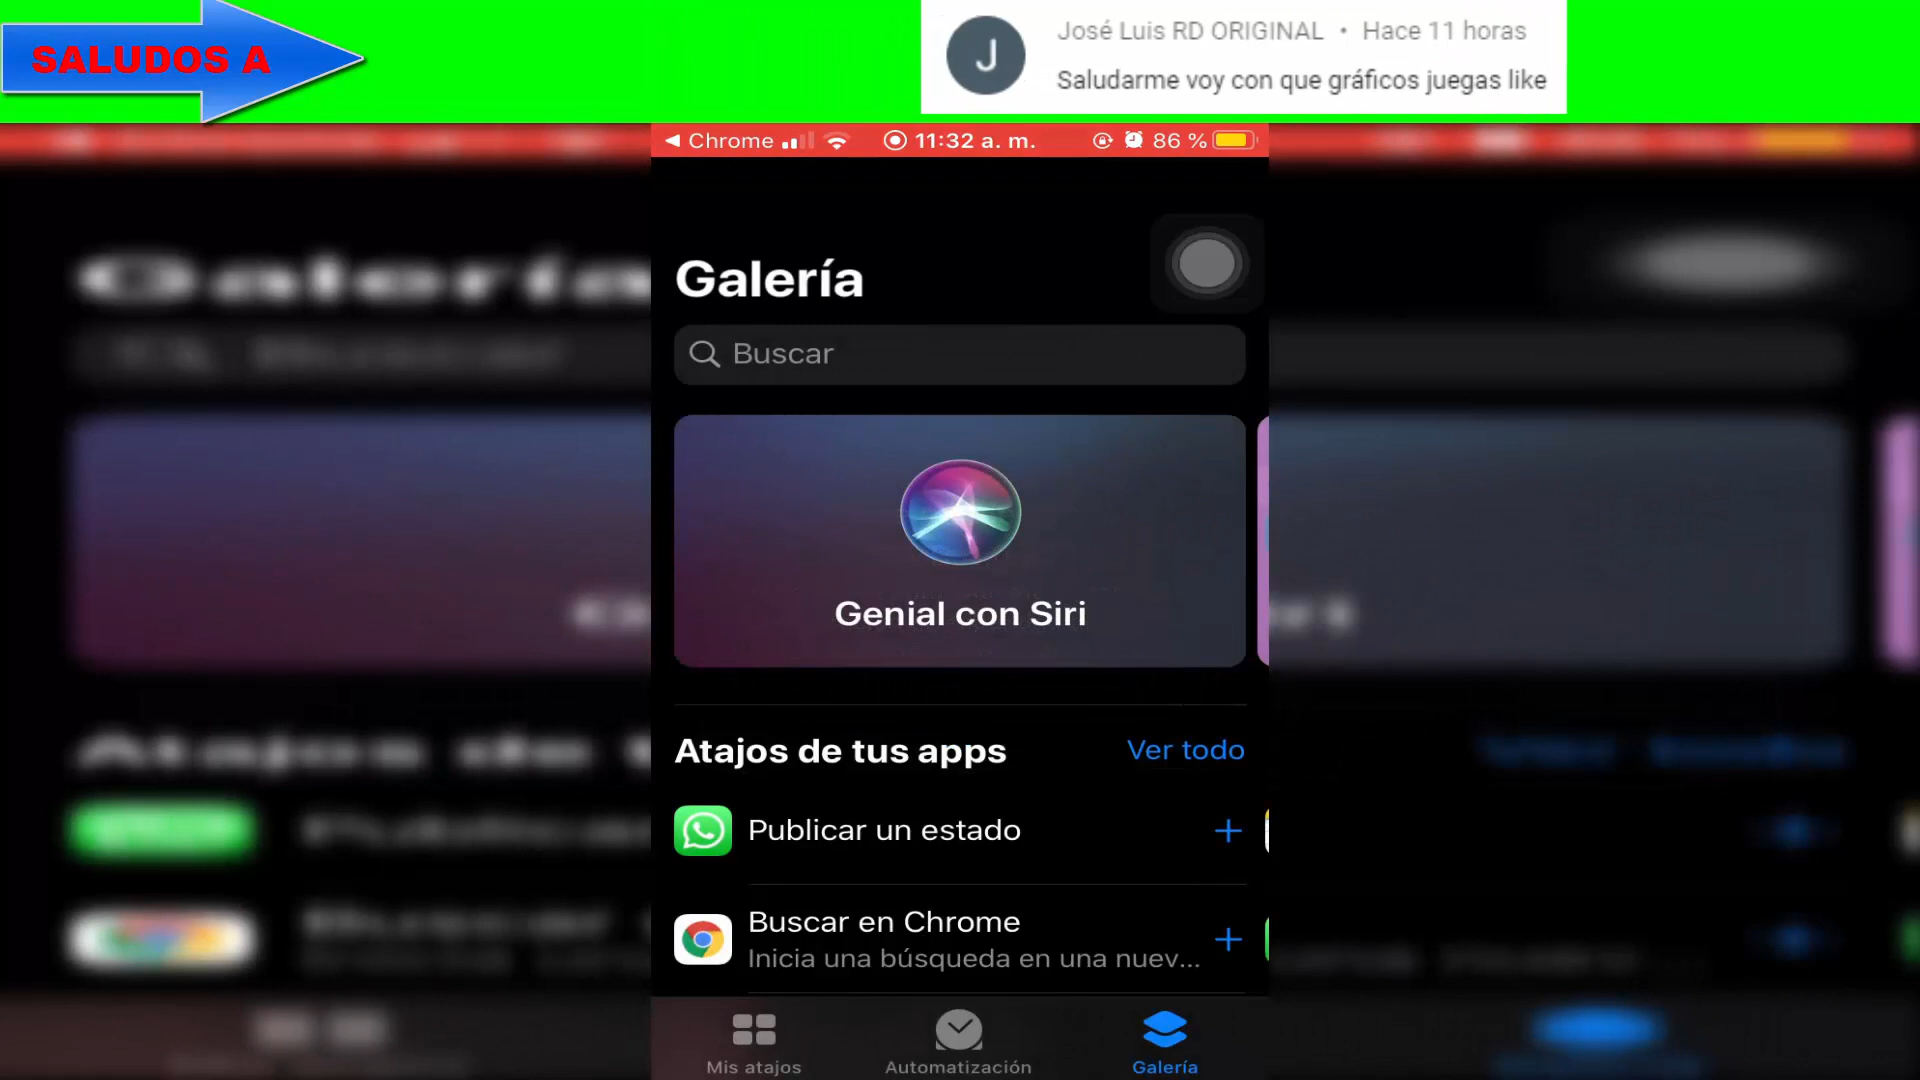 SALUDOS A
J
José Luis RD ORIGINAL • Hace 11 horas
Saludarme voy con que gráficos juegas like
Chrome 11:32 a. m. 86 %
Galería
Buscar
Genial con Siri
Atajos de tus apps Ver todo
Publicar un estado
Buscar en Chrome
Inicia una búsqueda en una nuev...
Mis atajos Automatización Galería